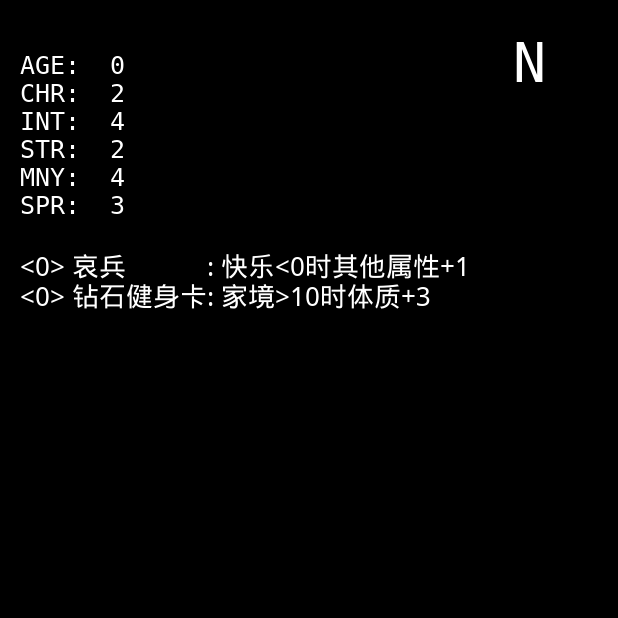 N
AGE: 0
CHR: 2
INT: 4
STR: 2
MNY: 4
SPR: 3
<0> 哀兵 : 快乐<0时其他属性+1
<0> 钻石健身卡: 家境>10时体质+3